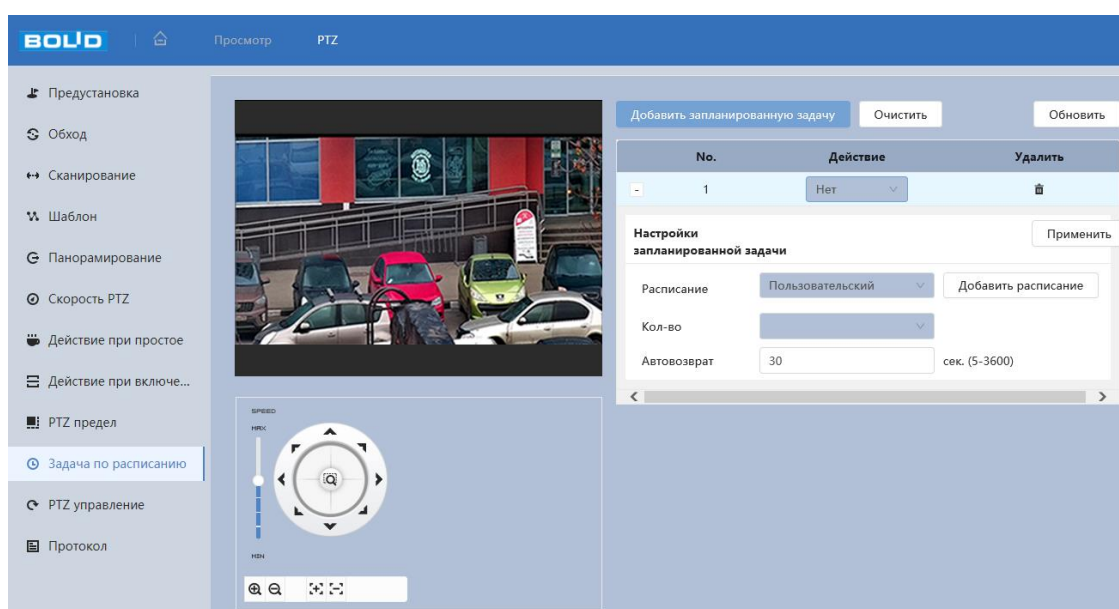 BOLID Просмотр PTZ
Предустановка
Обход
Сканирование
Шаблон
Панорамирование
Скорость PTZ
Действие при простое
Действие при включе...
PTZ предел
Задача по расписанию
PTZ управление
Протокол
SPEED
MAX
MIN
Добавить запланированную задачу Очистить Обновить
No. Действие Удалить
- 1 Нет
Настройки
запланированной задачи Применить
Расписание Пользовательский Добавить расписание
Кол-во
Автовозврат 30 сек. (5-3600)